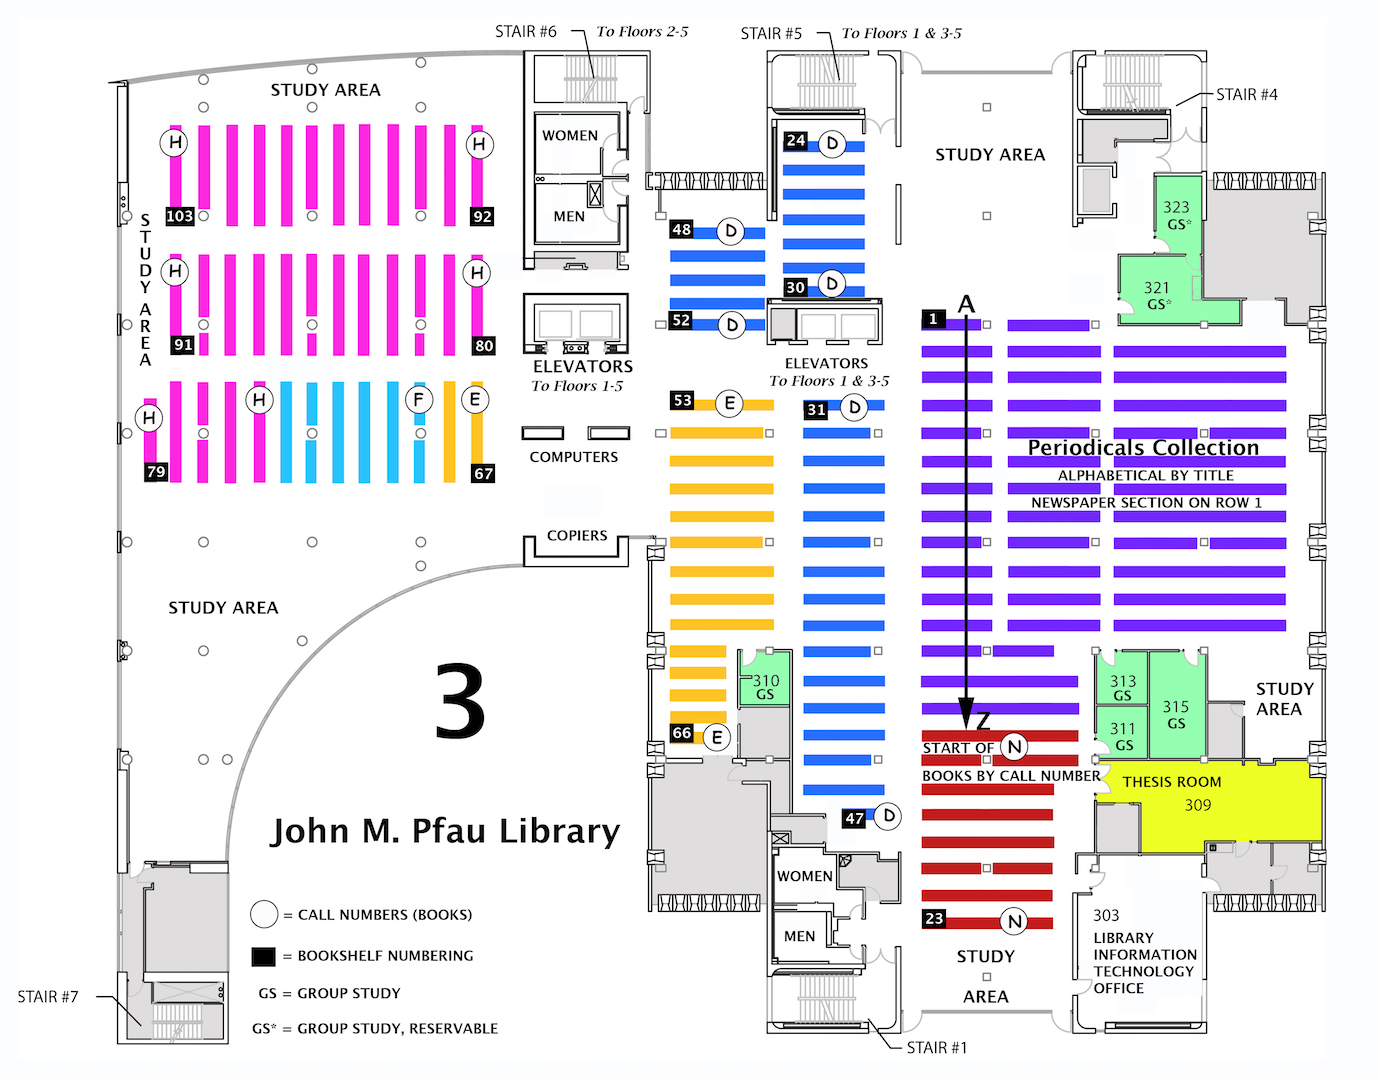 STAIR #6
To Floors 2-5
STAIR #5
To Floors 1 & 3-5
STUDY AREA
STAIR #4
WOMEN
24
D
STUDY AREA
H
H
103
92
MEN
323
GS*
STUDY AREA
48
D
H
H
30
D
321
GS*
52
D
1
A
91
80
ELEVATORS
To Floors 1-5
ELEVATORS
To Floors 1 & 3-5
H
H
F
E
53
E
31
D
79
67
COMPUTERS
Periodicals Collection
ALPHABETICAL BY TITLE
NEWSPAPER SECTION ON ROW 1
COPIERS
STUDY AREA
3
310
GS
313
GS
315
GS
STUDY
AREA
66
E
Z
311
GS
START OF N
BOOKS BY CALL NUMBER
THESIS ROOM
309
John M. Pfau Library
47
D
WOMEN
= CALL NUMBERS (BOOKS)
23
N
303
LIBRARY
INFORMATION
TECHNOLOGY
OFFICE
MEN
= BOOKSHELF NUMBERING
STUDY
AREA
GS = GROUP STUDY
STAIR #7
GS* = GROUP STUDY, RESERVABLE
STAIR #1